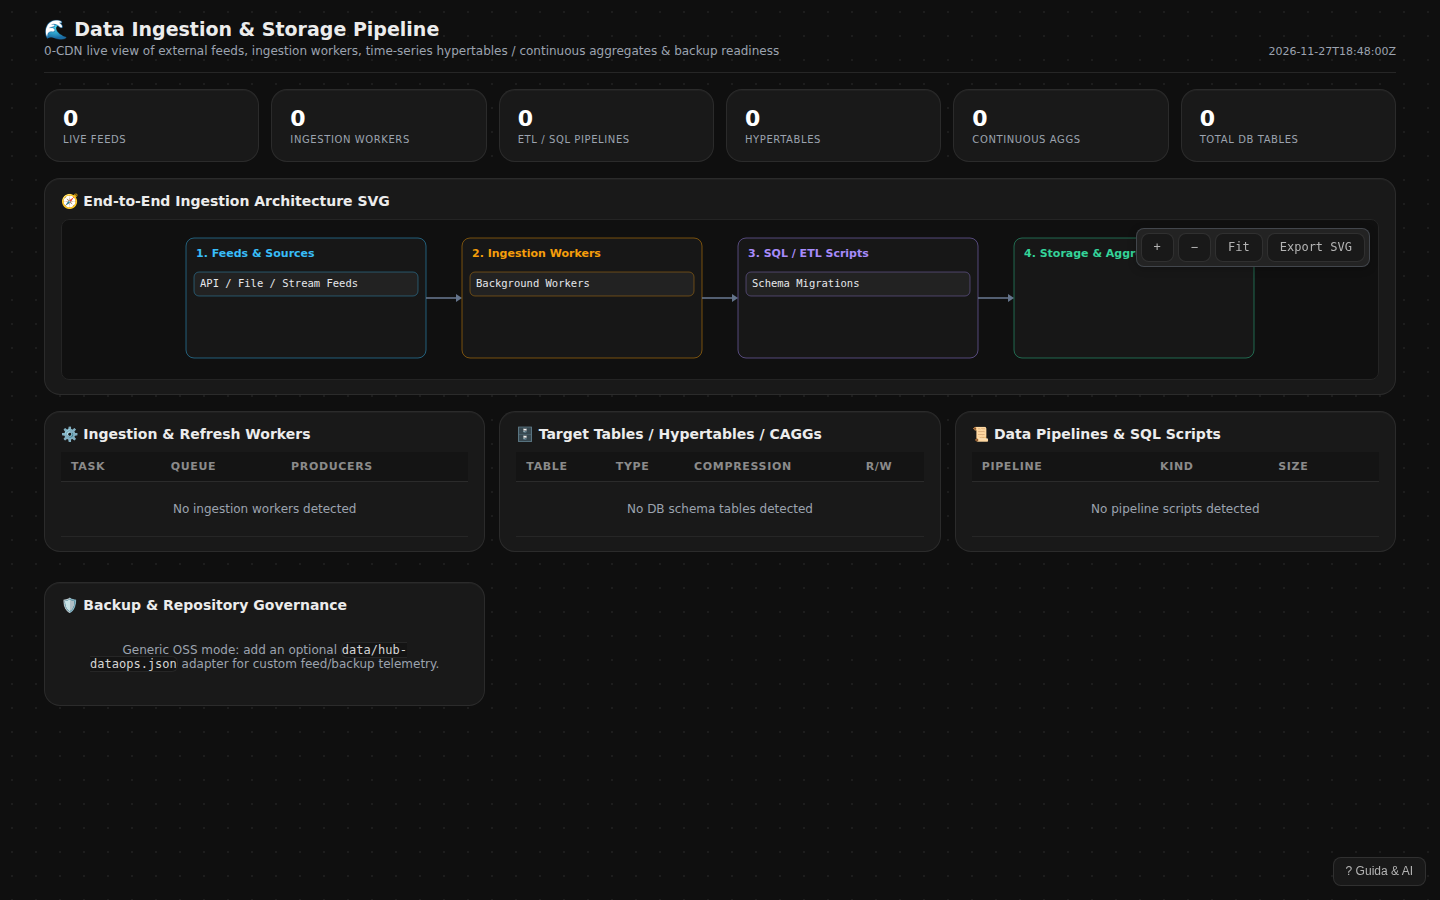 🌊 Data Ingestion & Storage Pipeline
0-CDN live view of external feeds, ingestion workers, time-series hypertables / continuous aggregates & backup readiness
2026-11-27T18:48:00Z
0
LIVE FEEDS
0
INGESTION WORKERS
0
ETL / SQL PIPELINES
0
HYPERTABLES
0
CONTINUOUS AGGS
0
TOTAL DB TABLES
🧭 End-to-End Ingestion Architecture SVG
+ − Fit Export SVG
1. Feeds & Sources
API / File / Stream Feeds
2. Ingestion Workers
Background Workers
3. SQL / ETL Scripts
Schema Migrations
4. Storage & Aggr
⚙️ Ingestion & Refresh Workers
TASK QUEUE PRODUCERS
No ingestion workers detected
🗄️ Target Tables / Hypertables / CAGGs
TABLE TYPE COMPRESSION R/W
No DB schema tables detected
📜 Data Pipelines & SQL Scripts
PIPELINE KIND SIZE
No pipeline scripts detected
🛡️ Backup & Repository Governance
Generic OSS mode: add an optional data/hub-
dataops.json adapter for custom feed/backup telemetry.
? Guida & AI